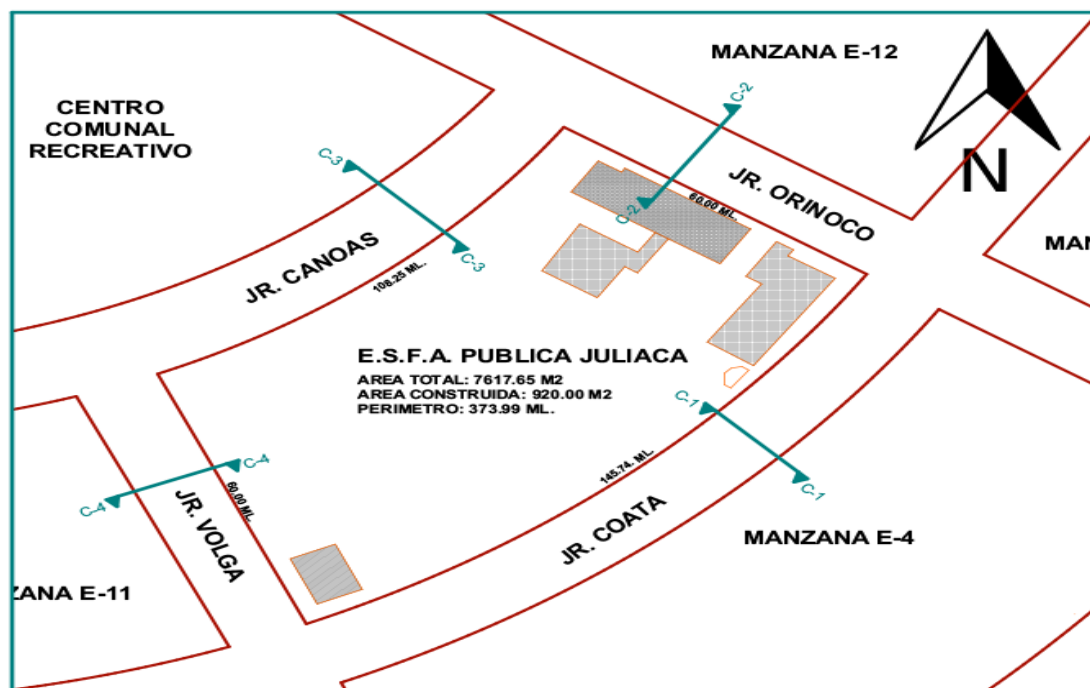 MANZANA E-12
CENTRO
COMUNAL
RECREATIVO
C-2
C-3
N
JR. ORINOCO
60.00 ML.
C-2
MAN
JR. CANOAS
C-3
108.25 ML.
E.S.F.A. PUBLICA JULIACA
AREA TOTAL: 7617.65 M2
AREA CONSTRUIDA: 920.00 M2
PERIMETRO: 373.99 ML.
C-1
C-4
145.74. ML.
C-1
60.00 ML.
C-4
JR. VOLGA
JR. COATA
MANZANA E-4
ZANA E-11